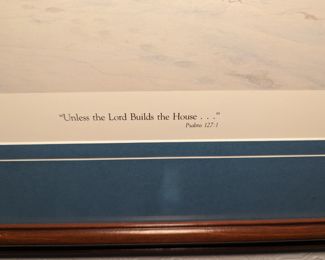 "Unless the Lord Builds the House . . ."
Psalms 127:1